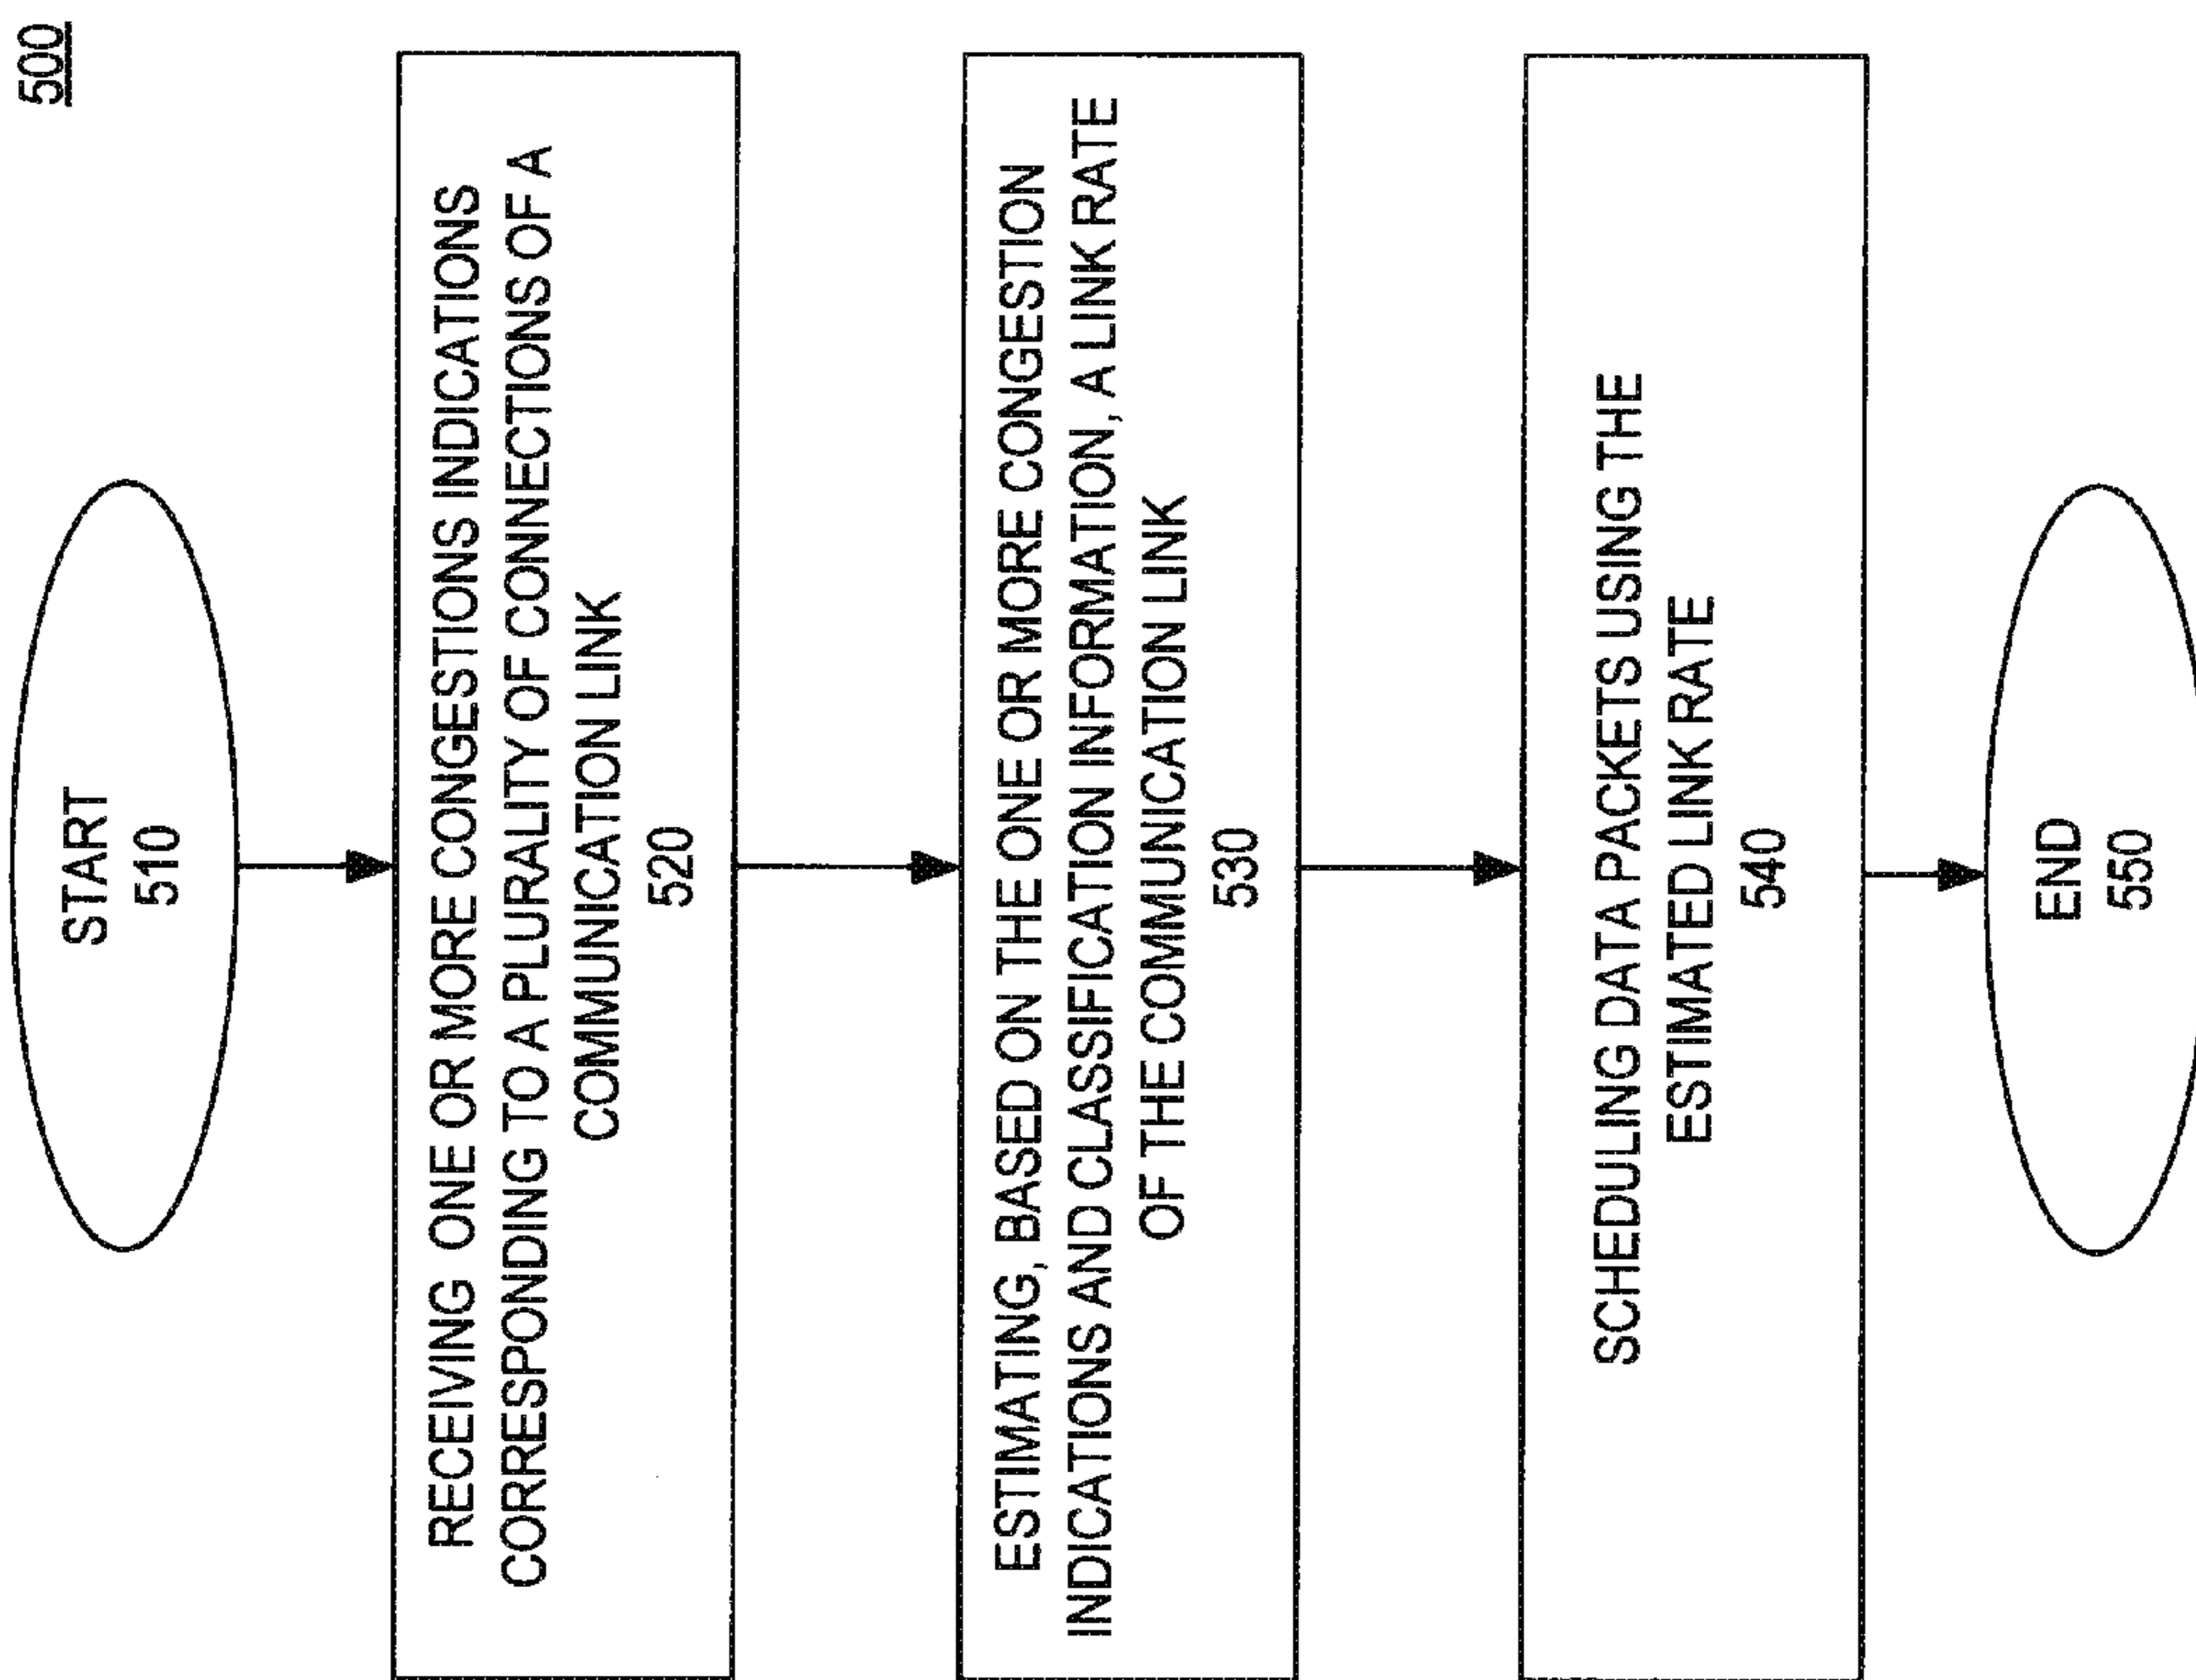 500
START
510
RECEIVING ONE OR MORE CONGESTIONS INDICATIONS
CORRESPONDING TO A PLURALITY OF CONNECTIONS OF A
COMMUNICATION LINK
520
ESTIMATING, BASED ON THE ONE OR MORE CONGESTION
INDICATIONS AND CLASSIFICATION INFORMATION, A LINK RATE
OF THE COMMUNICATION LINK
530
SCHEDULING DATA PACKETS USING THE
ESTIMATED LINK RATE
540
END
550